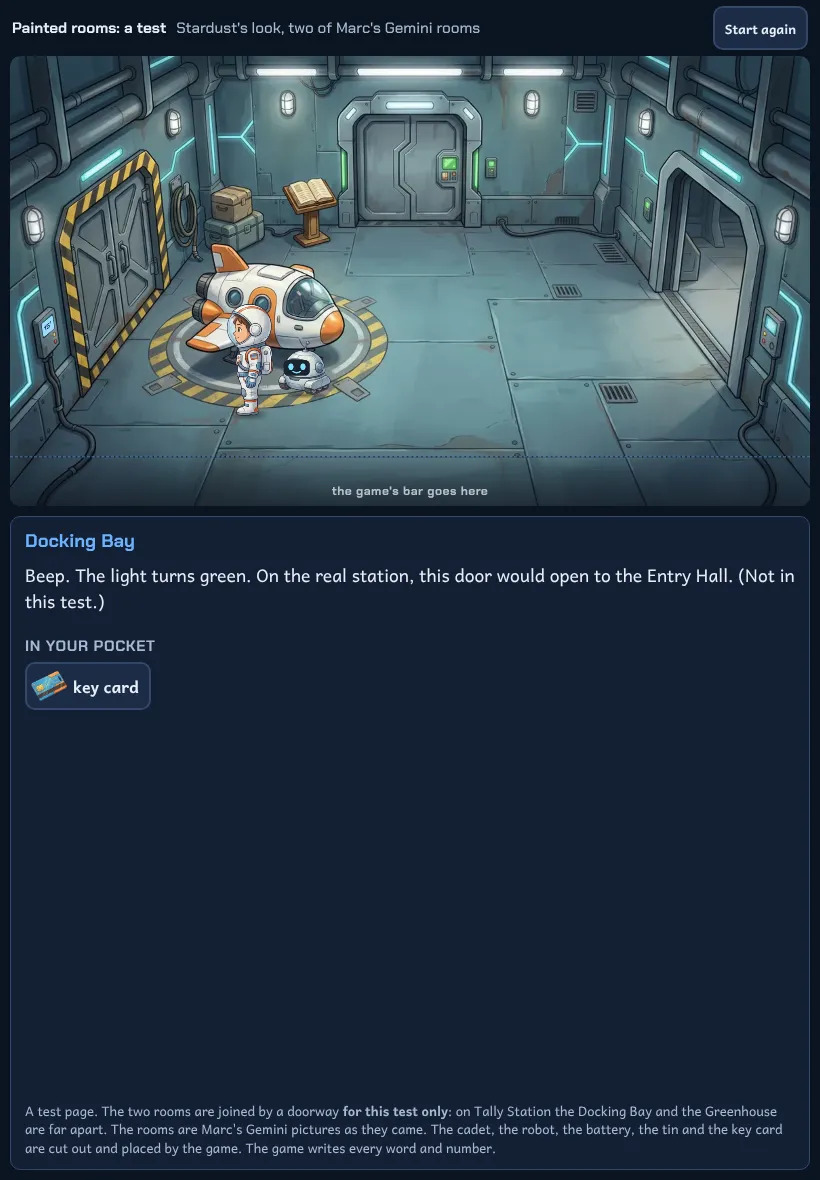 Painted rooms: a test Stardust's look, two of Marc's Gemini rooms
Start again
the game's bar goes here
Docking Bay
Beep. The light turns green. On the real station, this door would open to the Entry Hall. (Not in
this test.)
IN YOUR POCKET
key card
A test page. The two rooms are joined by a doorway for this test only: on Tally Station the Docking Bay and the Greenhouse
are far apart. The rooms are Marc's Gemini pictures as they came. The cadet, the robot, the battery, the tin and the key card
are cut out and placed by the game. The game writes every word and number.